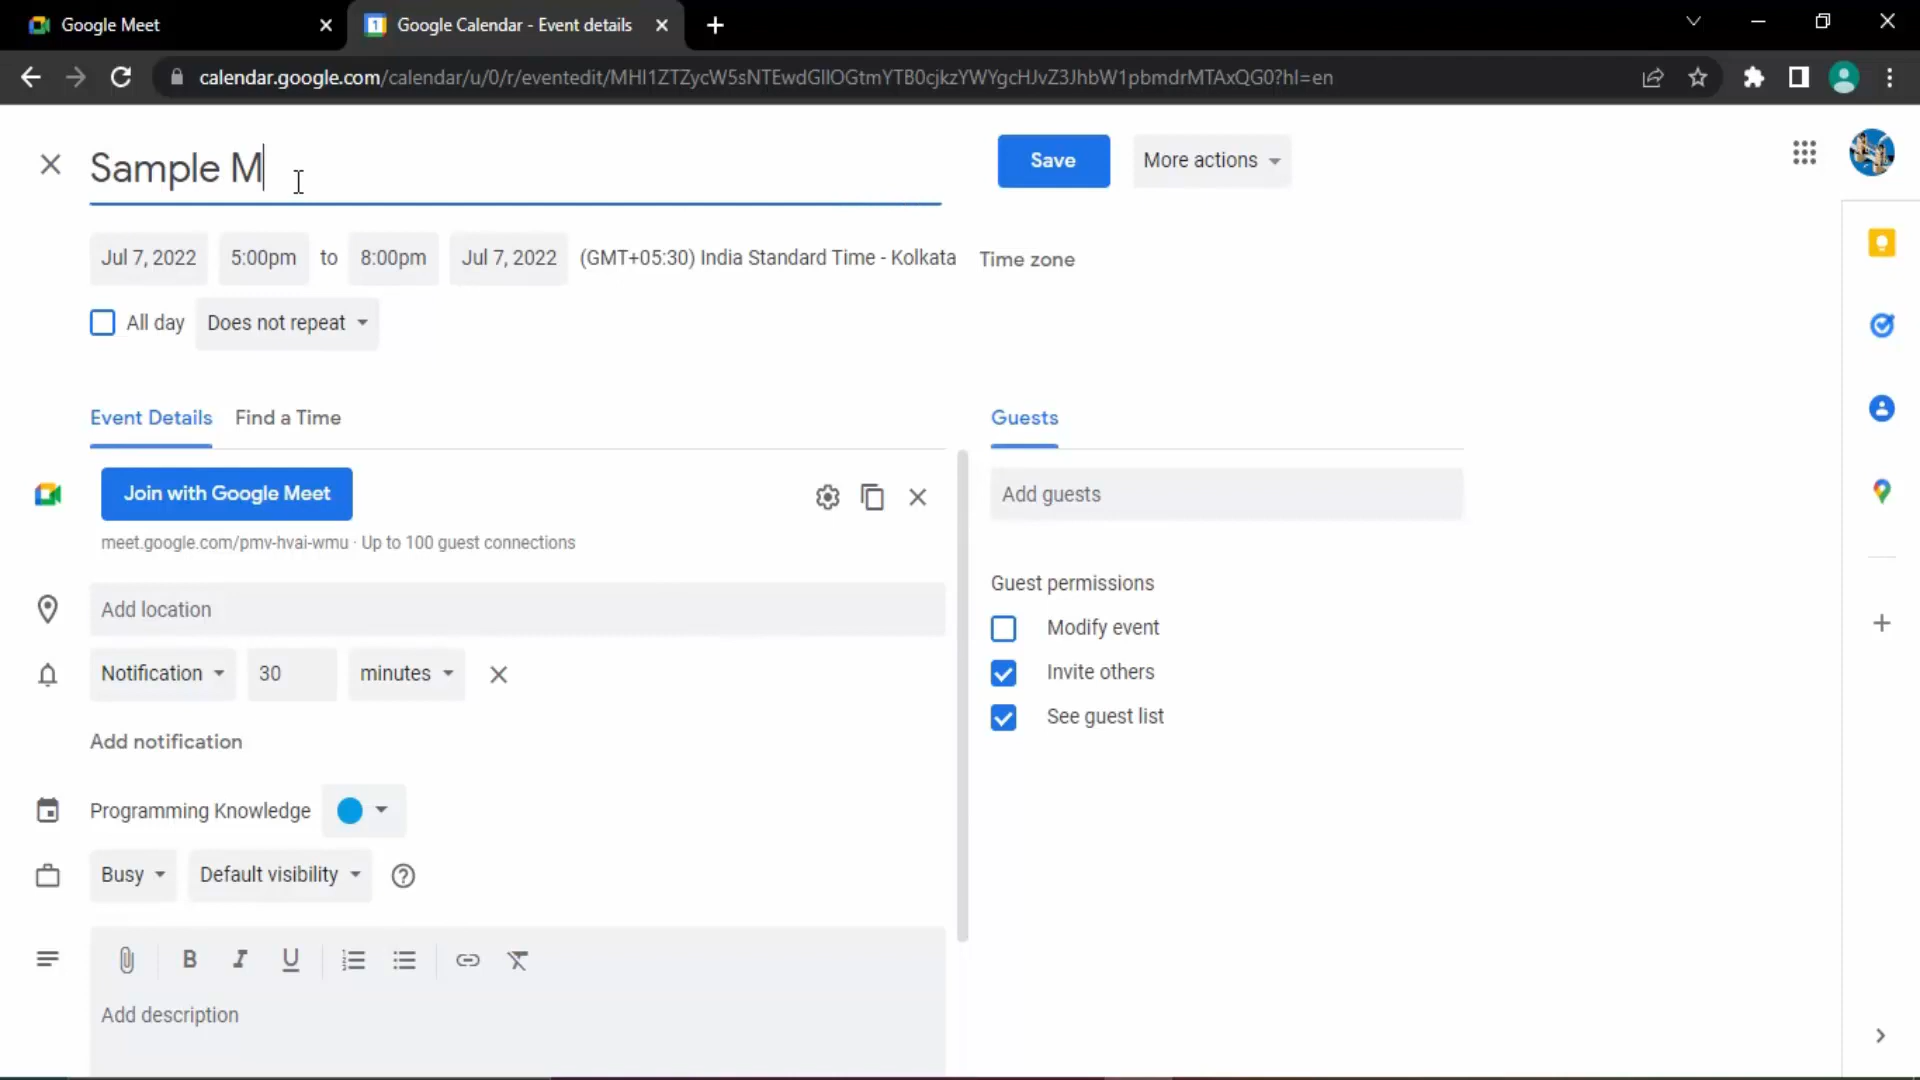 Google Meet
Google Calendar - Event details
calendar.google.com/calendar/u/0/r/eventedit/MHI1ZTZycW5sNTEwdGllOGtmYTB0cjkzYWYgcHJvZ3JhbW1pbmdrMTAxQG0?hl=en
Sample M
Save
More actions
Jul 7, 2022 5:00pm to 8:00pm Jul 7, 2022 (GMT+05:30) India Standard Time - Kolkata Time zone
All day Does not repeat
Event Details Find a Time
Guests
Join with Google Meet
meet.google.com/pmv-hvai-wmu · Up to 100 guest connections
Add guests
Add location
Guest permissions
Modify event
Notification 30 minutes
Invite others
See guest list
Add notification
Programming Knowledge
Busy Default visibility
B I U
Add description